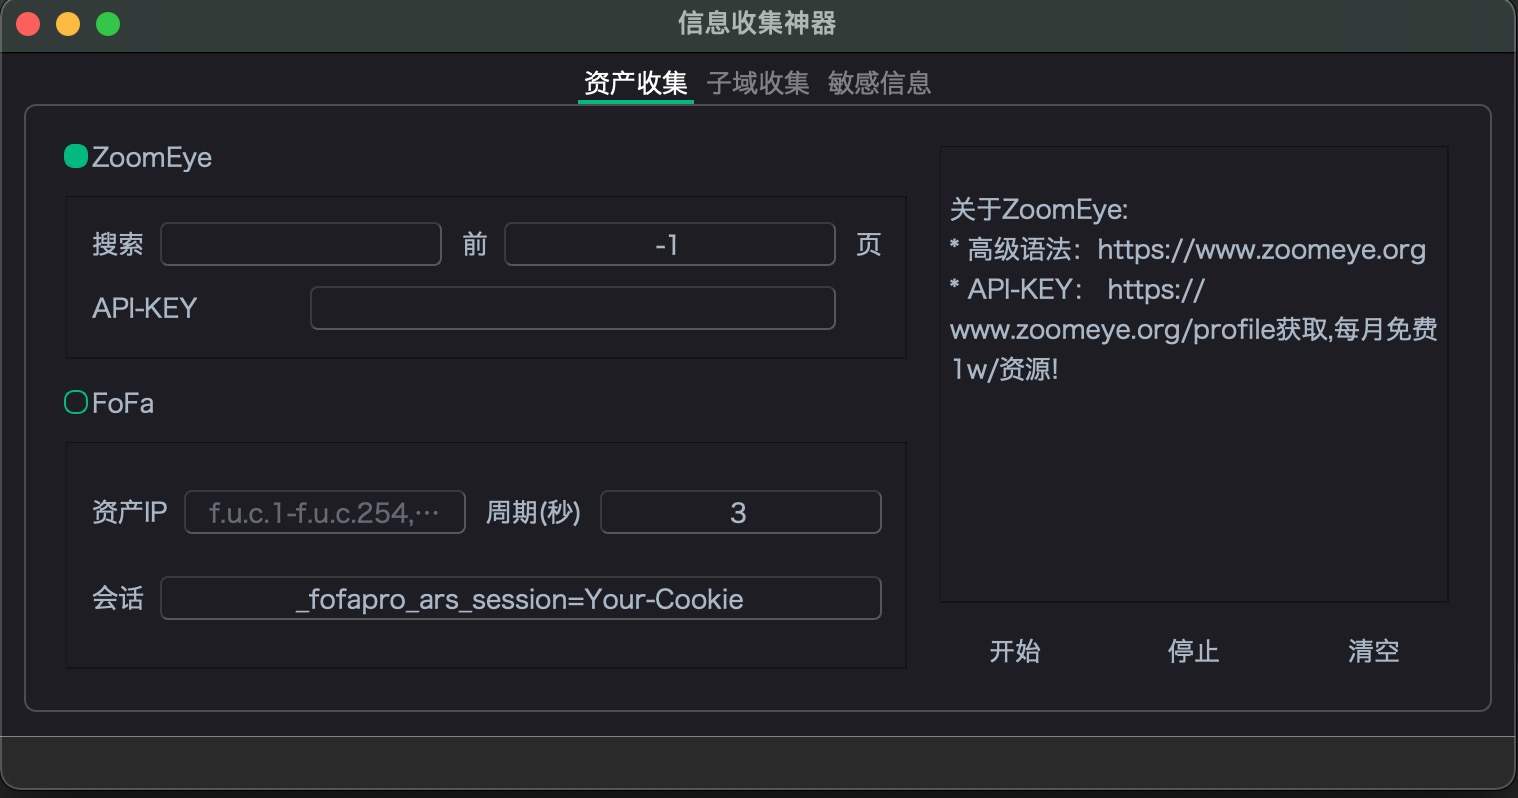 信息收集神器
资产收集 子域收集 敏感信息
ZoomEye
搜索 前 -1 页
API-KEY
FoFa
资产IP f.u.c.1-f.u.c.254,… 周期(秒) 3
会话 _fofapro_ars_session=Your-Cookie
关于ZoomEye:
* 高级语法：https://www.zoomeye.org
* API-KEY： https://
www.zoomeye.org/profile获取,每月免费
1w/资源!
开始 停止 清空